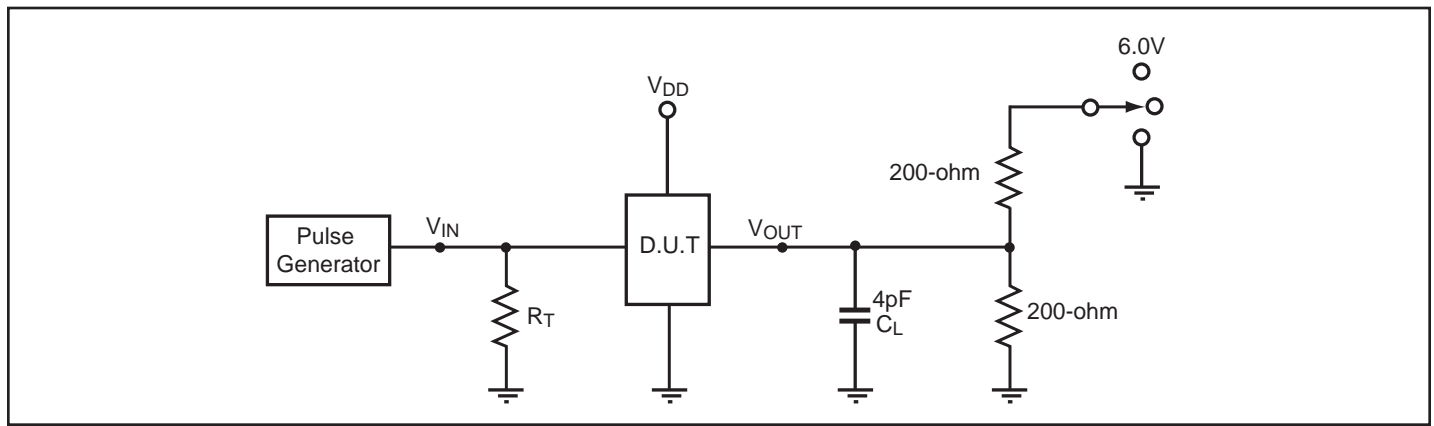 6.0V
VDD
200-ohm
Pulse
Generator
VIN
D.U.T
VOUT
RT
4pF
CL
200-ohm